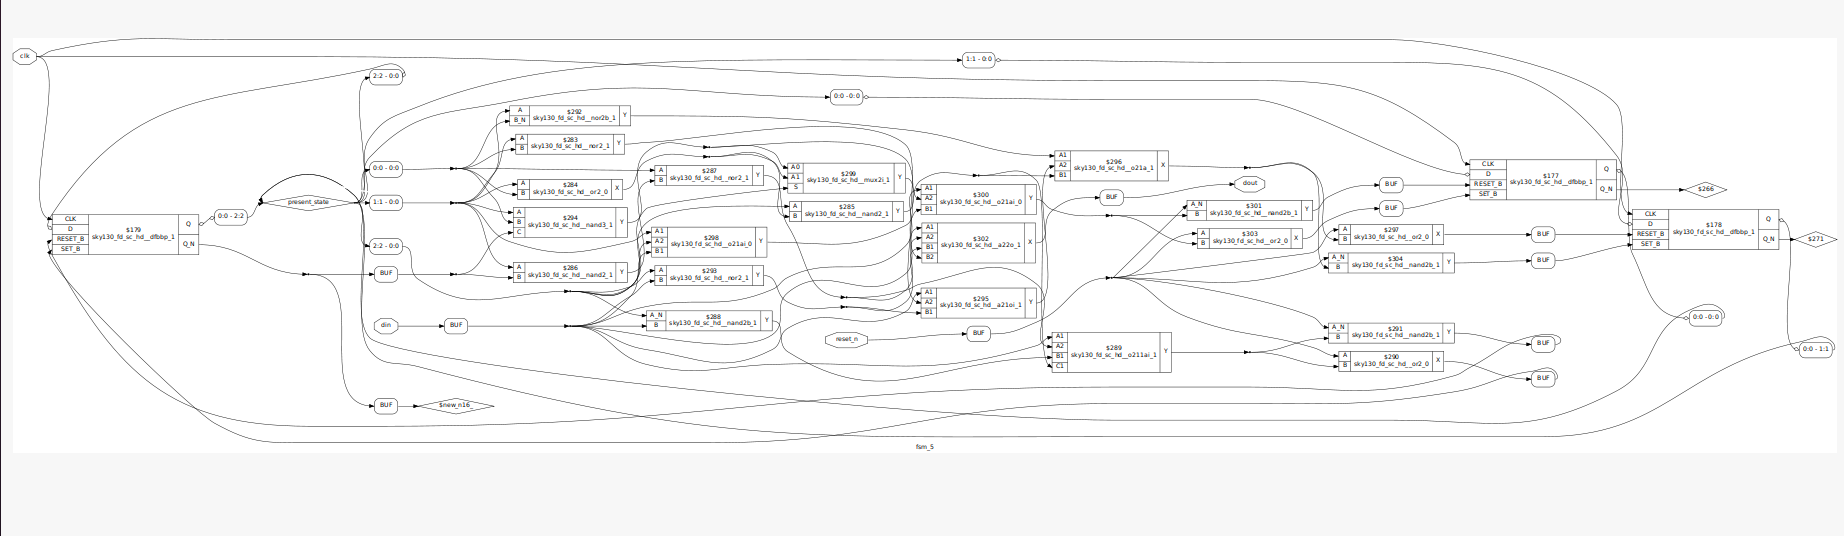 clk
2:2 - 0:0
1:1 - 0:0
0:0 - 0:0
A
B_N
$292
sky130_fd_sc_hd__nor2b_1
Y
A
B
$283
sky130_fd_sc_hd__nor2_1
Y
0:0 - 0:0
A
B
$284
sky130_fd_sc_hd__or2_0
X
A
B
$287
sky130_fd_sc_hd__nor2_1
Y
A0
A1
S
$299
sky130_fd_sc_hd__mux2i_1
Y
A1
A2
B1
$296
sky130_fd_sc_hd__o21a_1
X
dout
BUF
BUF
CLK
D
RESET_B
SET_B
$177
sky130_fd_sc_hd__dfbbp_1
Q
Q_N
$266
present_state
1:1 - 0:0
A
B
C
$294
sky130_fd_sc_hd__nand3_1
Y
A
B
$285
sky130_fd_sc_hd__nand2_1
Y
A1
A2
B1
$300
sky130_fd_sc_hd__o21ai_0
Y
BUF
A_N
B
$301
sky130_fd_sc_hd__nand2b_1
Y
BUF
CLK
D
RESET_B
SET_B
$179
sky130_fd_sc_hd__dfbbp_1
Q
Q_N
0:0 - 2:2
2:2 - 0:0
A1
A2
B1
$298
sky130_fd_sc_hd__o21ai_0
Y
A1
A2
B1
B2
$302
sky130_fd_sc_hd__a22o_1
X
A
B
$303
sky130_fd_sc_hd__or2_0
X
A
B
$297
sky130_fd_sc_hd__or2_0
X
BUF
CLK
D
RESET_B
SET_B
$178
sky130_fd_sc_hd__dfbbp_1
Q
Q_N
$271
BUF
A
B
$286
sky130_fd_sc_hd__nand2_1
Y
A
B
$293
sky130_fd_sc_hd__nor2_1
Y
A_N
B
$304
sky130_fd_sc_hd__nand2b_1
Y
BUF
din
BUF
A_N
B
$288
sky130_fd_sc_hd__nand2b_1
Y
A1
A2
B1
$295
sky130_fd_sc_hd__a21oi_1
Y
reset_n
BUF
A1
A2
B1
C1
$289
sky130_fd_sc_hd__o211ai_1
Y
A_N
B
$291
sky130_fd_sc_hd__nand2b_1
Y
BUF
0:0 - 0:0
0:0 - 1:1
A
B
$290
sky130_fd_sc_hd__or2_0
X
BUF
BUF
$new_n16_
fsm_5